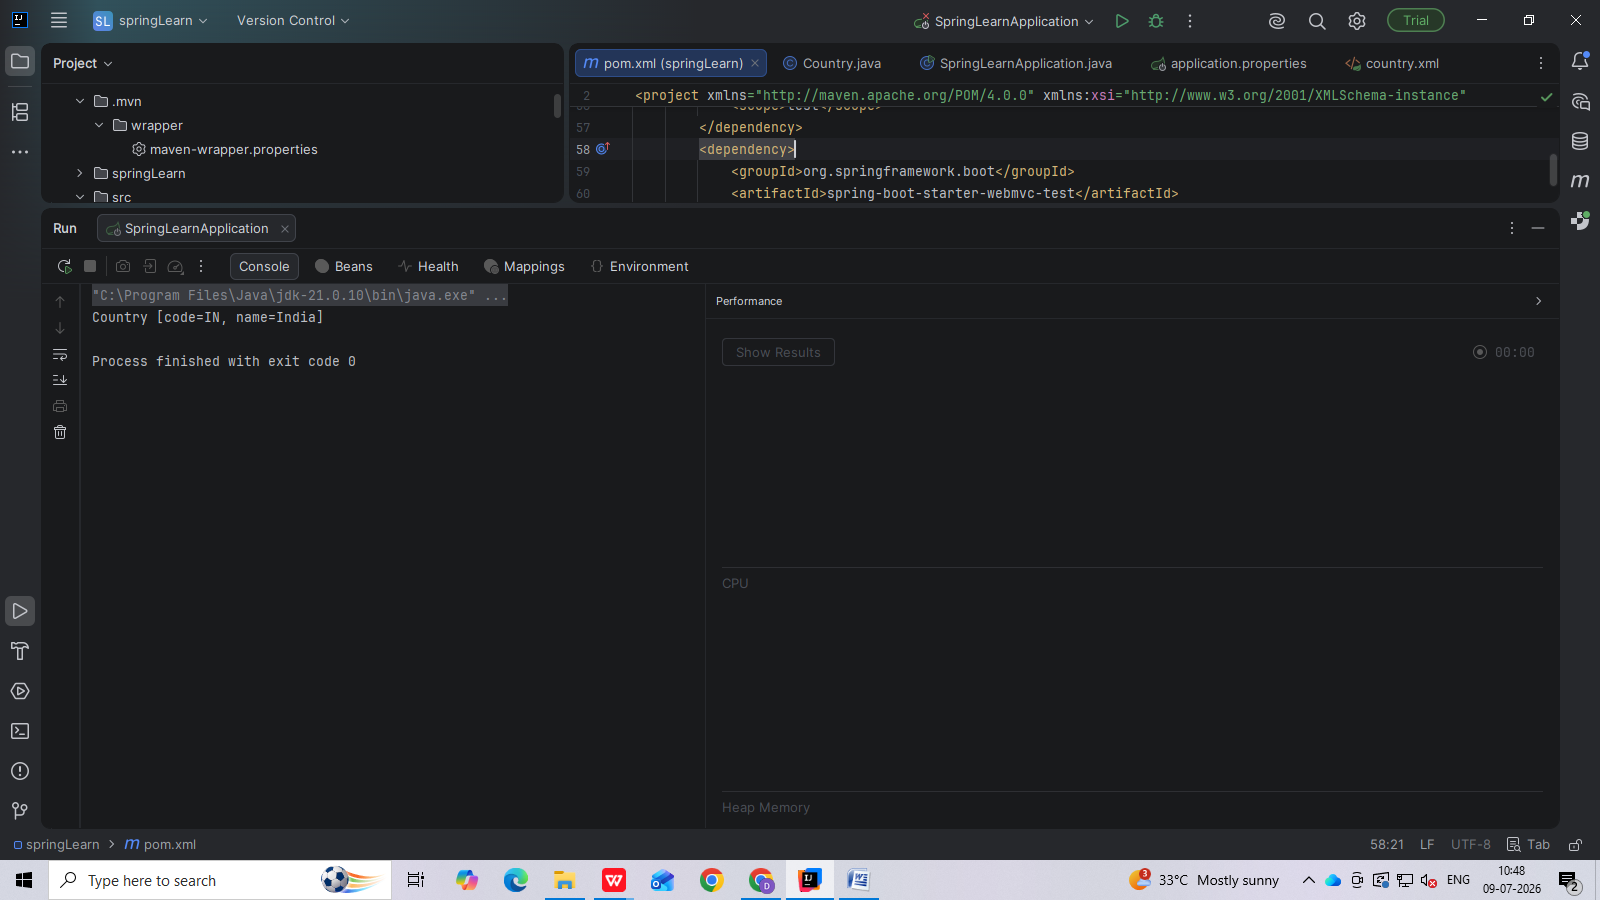 SL springLearn Version Control SpringLearnApplication Trial
Project
.mvn
wrapper
maven-wrapper.properties
springLearn
src
pom.xml (springLearn) Country.java SpringLearnApplication.java application.properties country.xml
2 <project xmlns="http://maven.apache.org/POM/4.0.0" xmlns:xsi="http://www.w3.org/2001/XMLSchema-instance"
57 </dependency>
58 <dependency>
59 <groupId>org.springframework.boot</groupId>
60 <artifactId>spring-boot-starter-webmvc-test</artifactId>
Run SpringLearnApplication
Console Beans Health Mappings Environment
"C:\Program Files\Java\jdk-21.0.10\bin\java.exe" ...
Country [code=IN, name=India]
Process finished with exit code 0
Performance
Show Results 00:00
CPU
Heap Memory
springLearn > pom.xml 58:21 LF UTF-8 Tab
Type here to search 33°C Mostly sunny ENG 10:48
09-07-2026
2